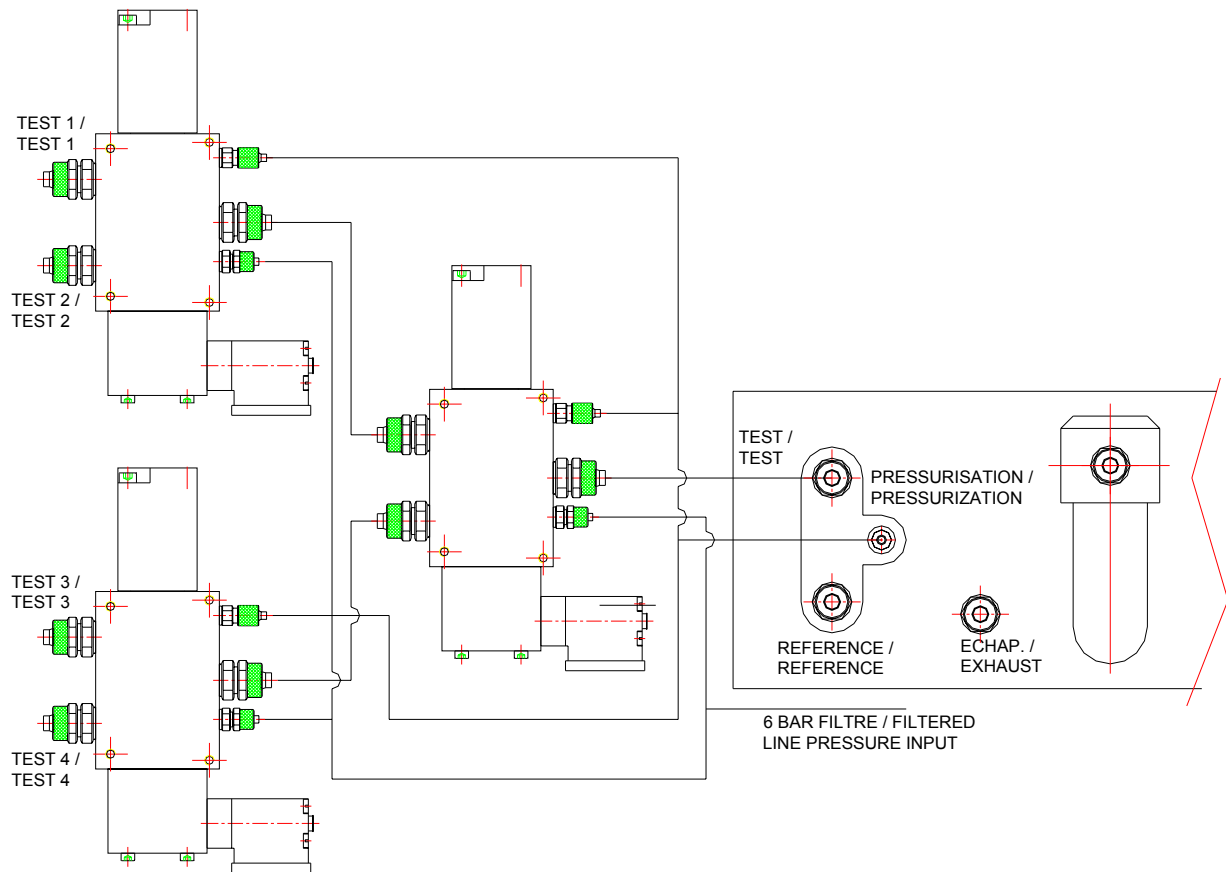 TEST 1 /
TEST 1
TEST 2 /
TEST 2
TEST /
TEST
PRESSURISATION /
PRESSURIZATION
TEST 3 /
TEST 3
REFERENCE /
REFERENCE
ECHAP. /
EXHAUST
6 BAR FILTRE / FILTERED
LINE PRESSURE INPUT
TEST 4 /
TEST 4